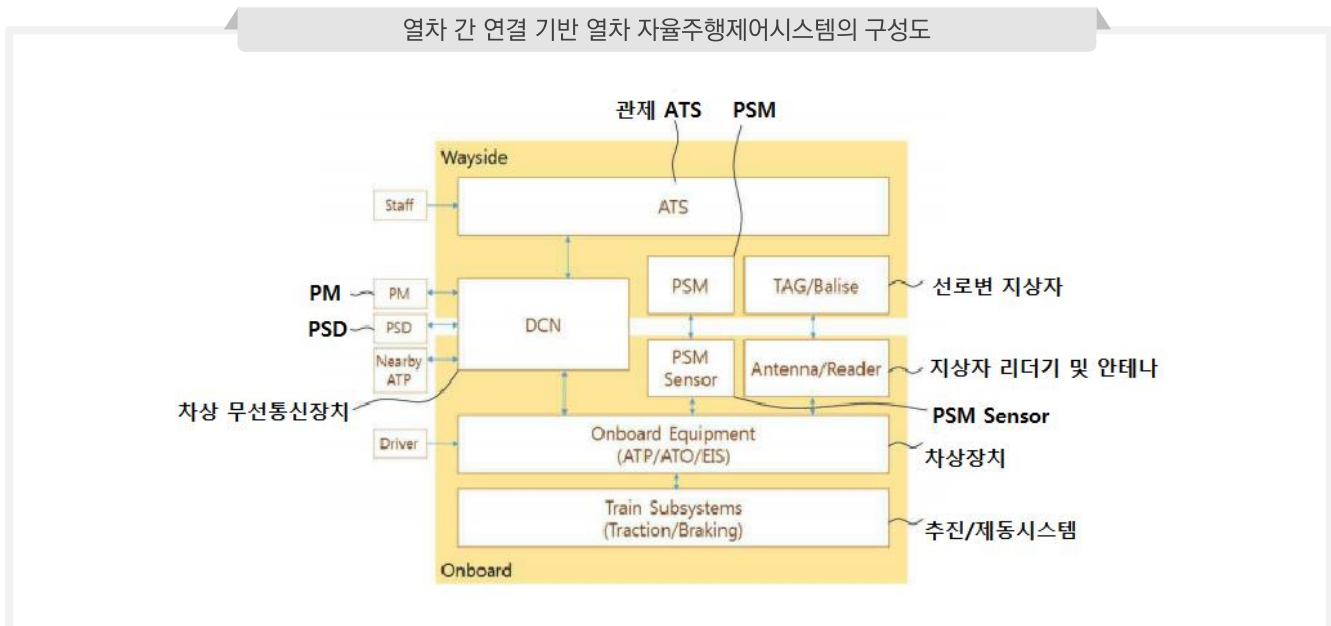 열차 간 연결 기반 열차 자율주행제어시스템의 구성도
관제 ATS
PSM
Wayside
Staff
ATS
PM
PM
PSD
PSD
Nearby
ATP
DCN
PSM
TAG/Balise
선로변 지상자
PSM
Sensor
Antenna/Reader
지상자 리더기 및 안테나
차상 무선통신장치
PSM Sensor
Driver
Onboard Equipment
(ATP/ATO/EIS)
차상장치
Train Subsystems
(Traction/Braking)
추진/제동시스템
Onboard